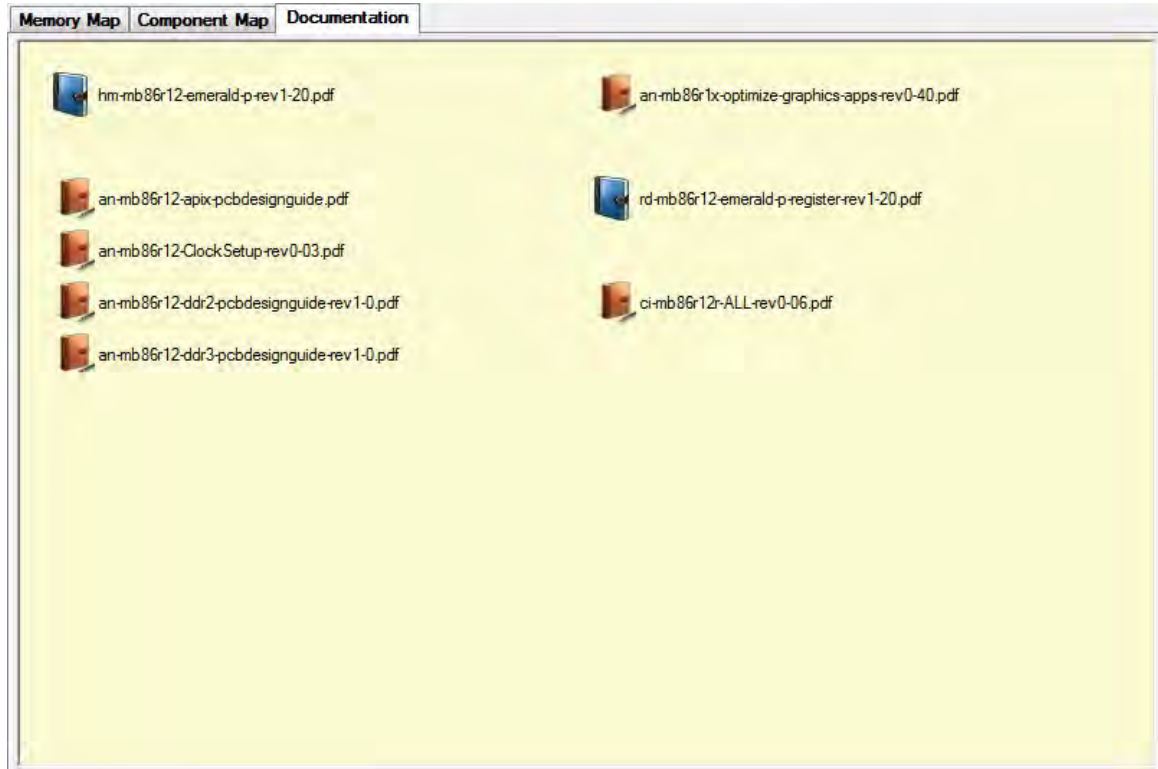 Memory Map Component Map Documentation
hm-mb86r12-emerald-p-rev1-20.pdf
an-mb86r1x-optimize-graphics-apps-rev0-40.pdf
an-mb86r12-apix-pcbdesignguide.pdf
rd-mb86r12-emerald-p-register-rev1-20.pdf
an-mb86r12-ClockSetup-rev0-03.pdf
an-mb86r12-ddr2-pcbdesignguide-rev1-0.pdf
ci-mb86r12r-ALL-rev0-06.pdf
an-mb86r12-ddr3-pcbdesignguide-rev1-0.pdf